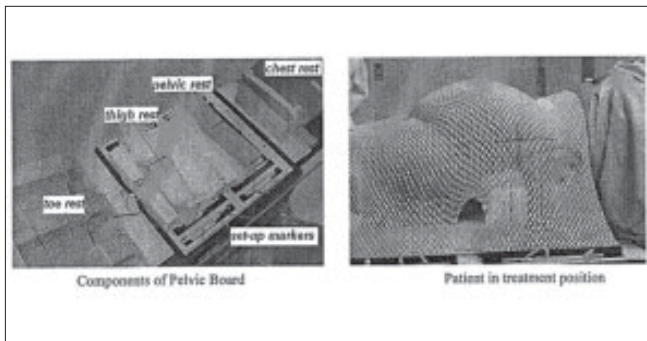 chest rest
pelvic rest
thigh rest
toe rest
set-up markers
Components of Pelvic Board
Patient in treatment position